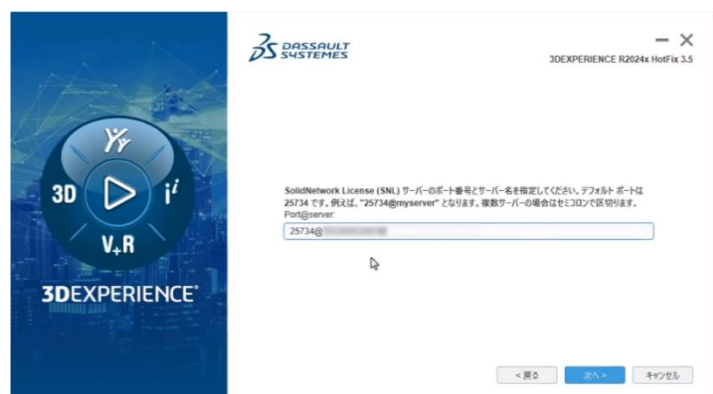 DASSAULT
SYSTEMES
3DEXPERIENCE R2024x HotFix 3.5
3D
i
V+R
3DEXPERIENCE
SolidNetwork License (SNL) サーバーのポート番号とサーバー名を指定してください。デフォルト ポートは
25734 です。例えば、"25734@myserver" となります。複数サーバーの場合はセミコロンで区切ります。
Port@server:
25734@
< 戻る
次へ >
キャンセル